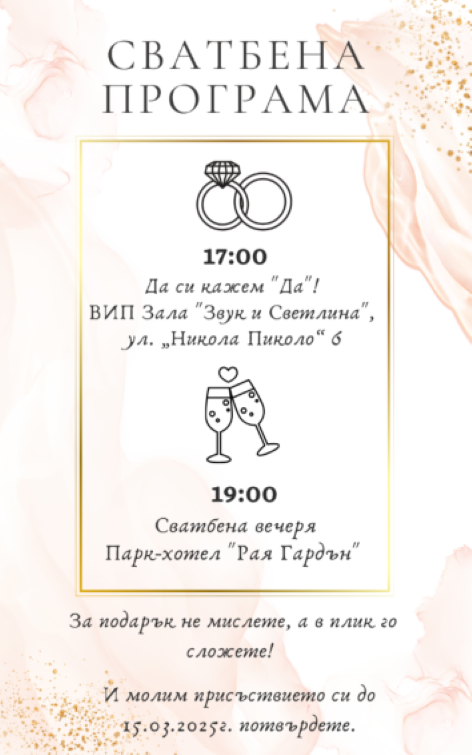 СВАТБЕНА
ПРОГРАМА
17:00
Да си кажем "Да"!
ВИП Зала "Звук и Светлина",
ул. „Никола Пиколо“ 6
19:00
Сватбена вечеря
Парк-хотел "Рая Гардън"
За подарък не мислете, а в плик го
сложете!
И молим присъствието си до
15.03.2025г. потвърдете.